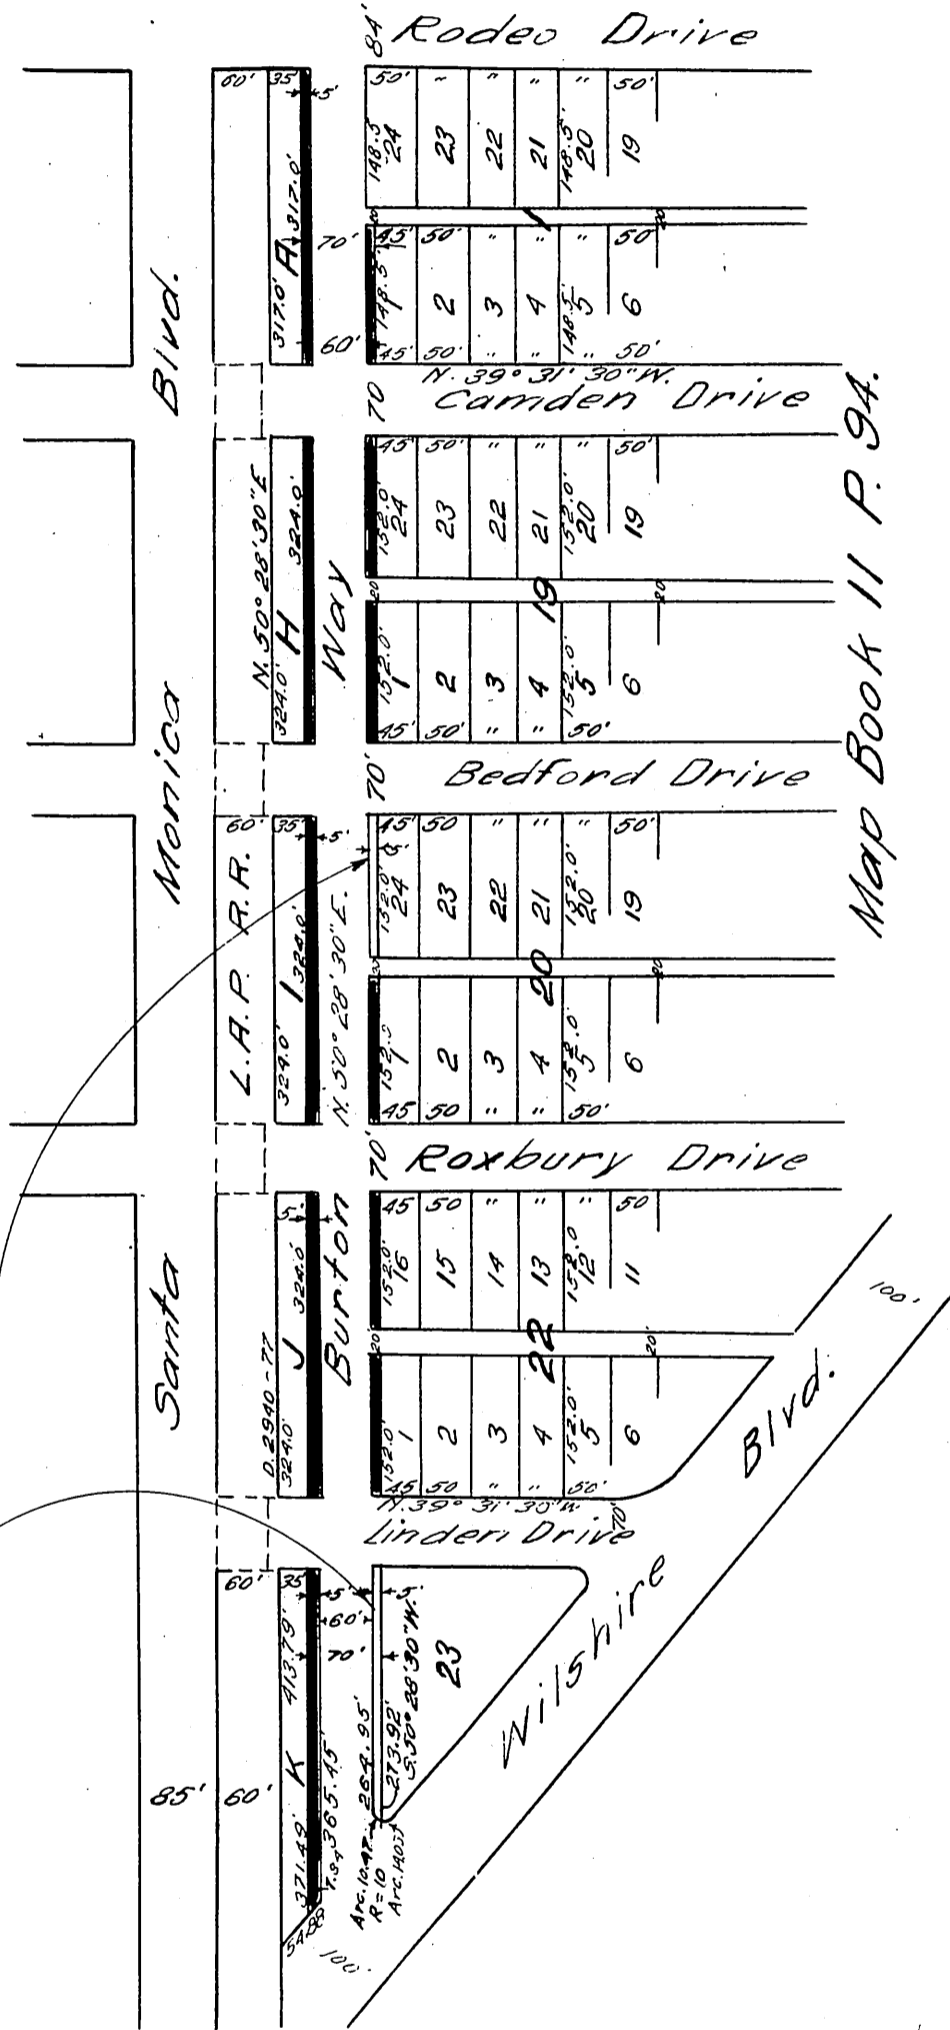 84' Rodeo Drive
60' 35' 5' 50' " " " " 50'
148.5' 24 23 22 21 148.5' 20 19
317.0' A 317.0'
20 1 20
70' 45' 50' " " " 50'
148.5' 1 2 3 4 148.5' 5 6
60' 45' 50' " " " 50'
N. 39° 31' 30" W.
70 Camden Drive
45' 50' " " " 50'
152.0' 24 23 22 21 152.0' 20 19
N. 50° 28' 30" E
324.0' H 324.0'
20 19 20
152.0' 1 2 3 4 152.0' 5 6
45' 50' " " 50'
70' Bedford Drive
60' 35' 5' 45' 50 " " " 50'
5'
152.0' 24 23 22 21 152.0' 20 19
L.A.P. R.R.
324.0' I 324.0'
N. 50° 28' 30" E.
20 20
152.0 1 2 3 4 152.0' 5 6
45 50 " " 50'
70' Roxbury Drive
5' 45 50 " " " 50
152.0' 16 15 14 13 152.0 12 11
D. 2940-77
324.0' J 324.0'
20' 22 20'
152.0' 1 2 3 4 152.0' 5 6
45 50 " " 50'
N. 39° 31' 30" W.
70'
Linden Drive
60' 35 5' 5'
60'
70'
413.79'
K
371.49'
7.84 365.45'
264.95'
273.92'
S. 50° 28' 30" W.
23
Arc. 10.47
R=10
85' 60'
100'
Santa Monica Blvd.
Burton Way
Wilshire Blvd.
100'
Map Book 11 P. 94.